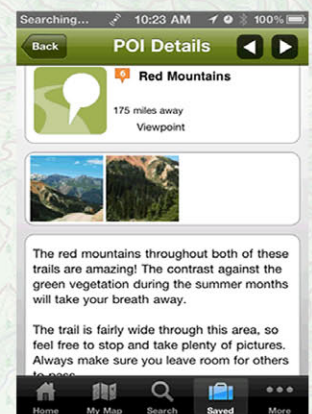 Searching... 10:23 AM 100%
Back POI Details
6 Red Mountains
175 miles away
Viewpoint
The red mountains throughout both of these
trails are amazing! The contrast against the
green vegetation during the summer months
will take your breath away.
The trail is fairly wide through this area, so
feel free to stop and take plenty of pictures.
Always make sure you leave room for others
to pass
Home My Map Search Saved More